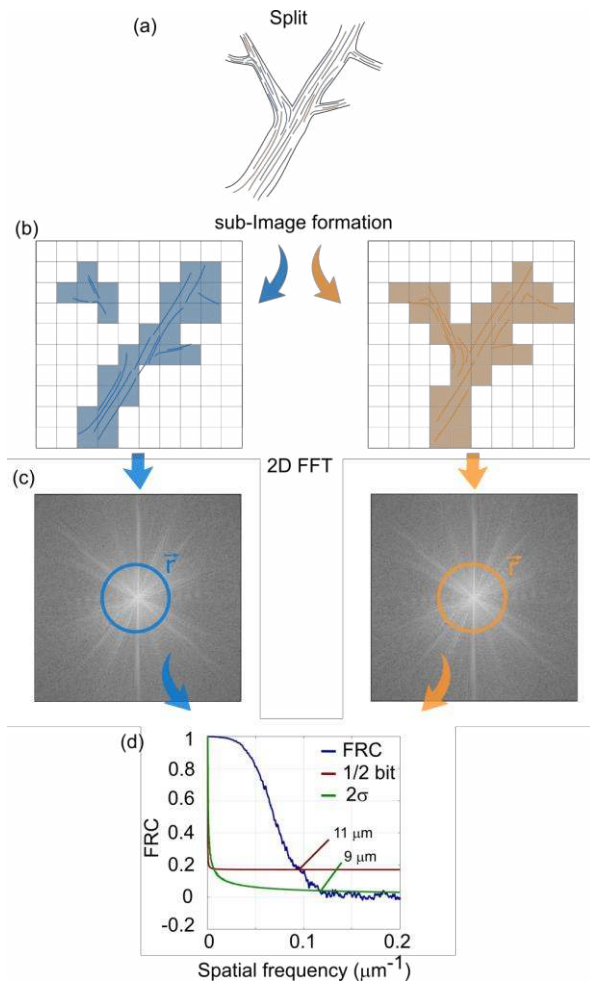 Split
(a)
sub-Image formation
(b)
2D FFT
(c)
r
r
(d)
1
0.8
0.6
0.4
0.2
0
-0.2
FRC
FRC
1/2 bit
2σ
11 μm
9 μm
0
0.1
0.2
Spatial frequency (μm⁻¹)